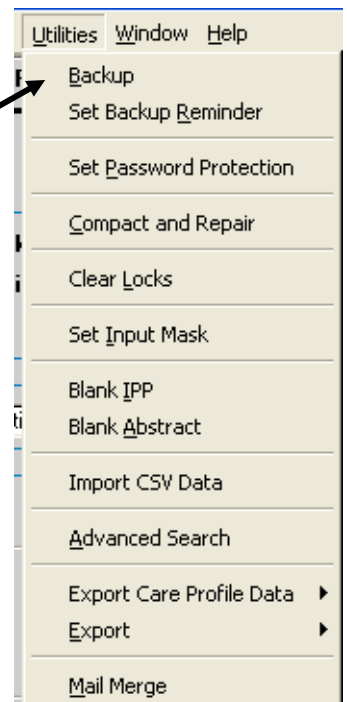 Utilities Window Help
Backup
Set Backup Reminder
Set Password Protection
Compact and Repair
Clear Locks
Set Input Mask
Blank IPP
Blank Abstract
Import CSV Data
Advanced Search
Export Care Profile Data
Export
Mail Merge